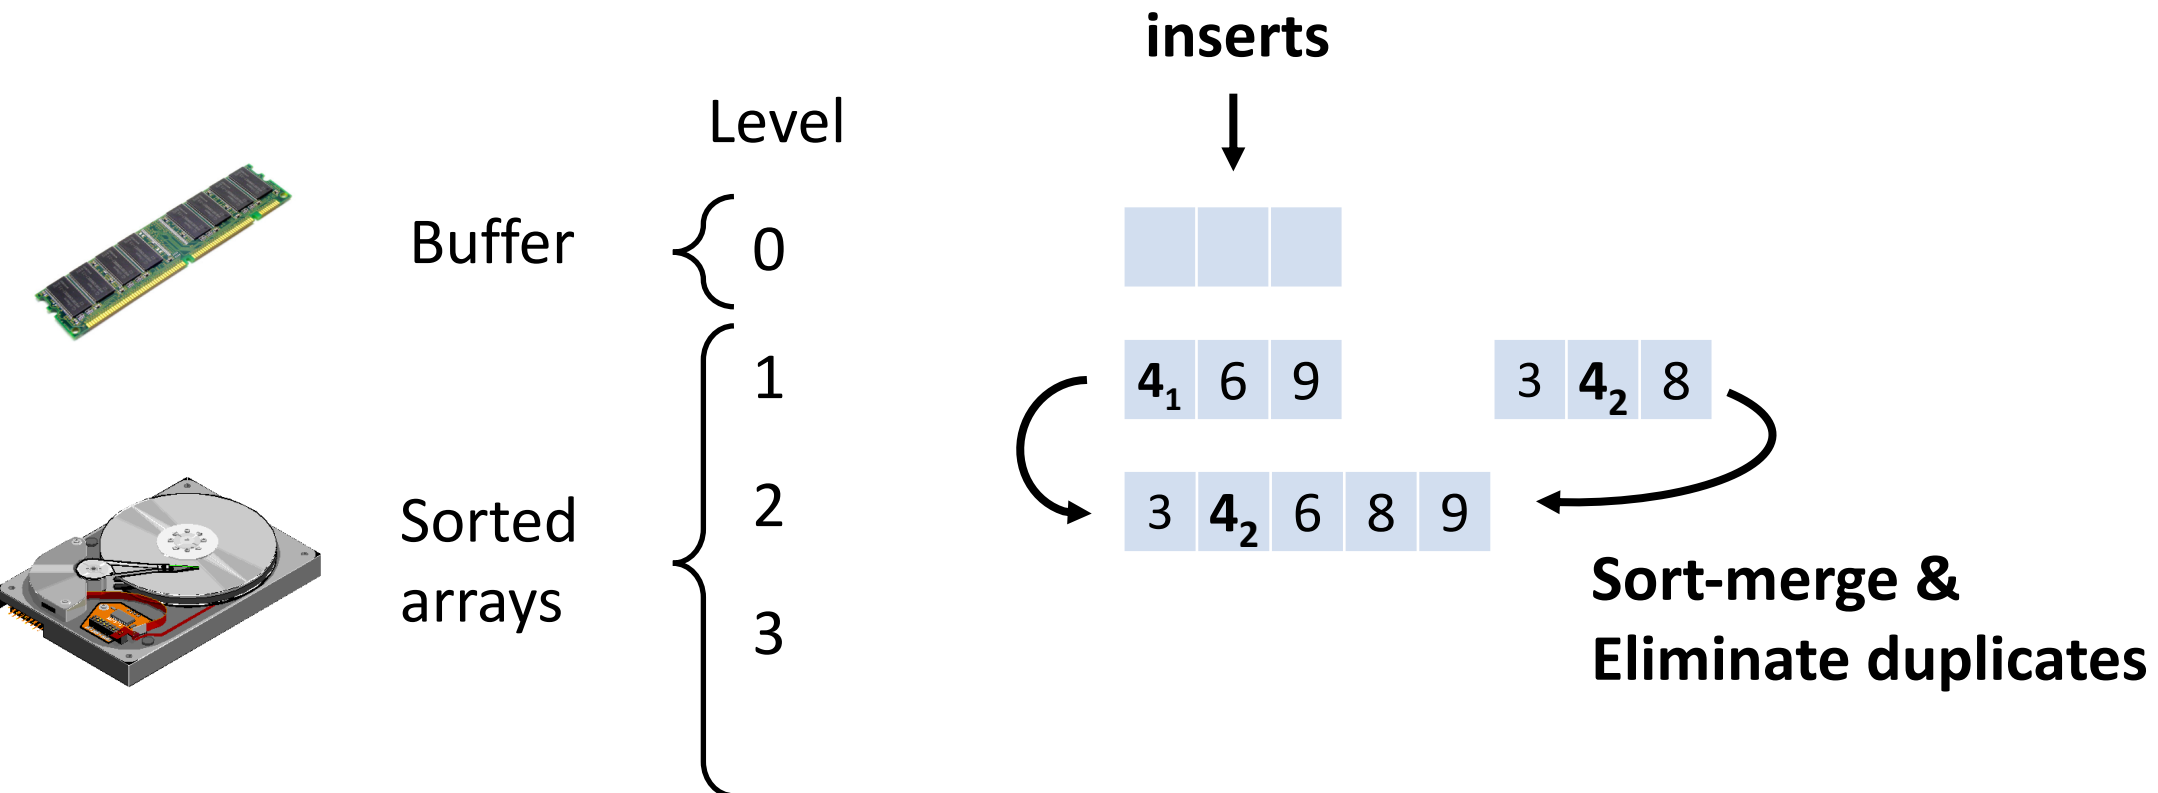 inserts
Level
Buffer
0
1
4₁ 6 9
3 4₂ 8
2
3 4₂ 6 8 9
Sorted
arrays
3
Sort-merge &
Eliminate duplicates